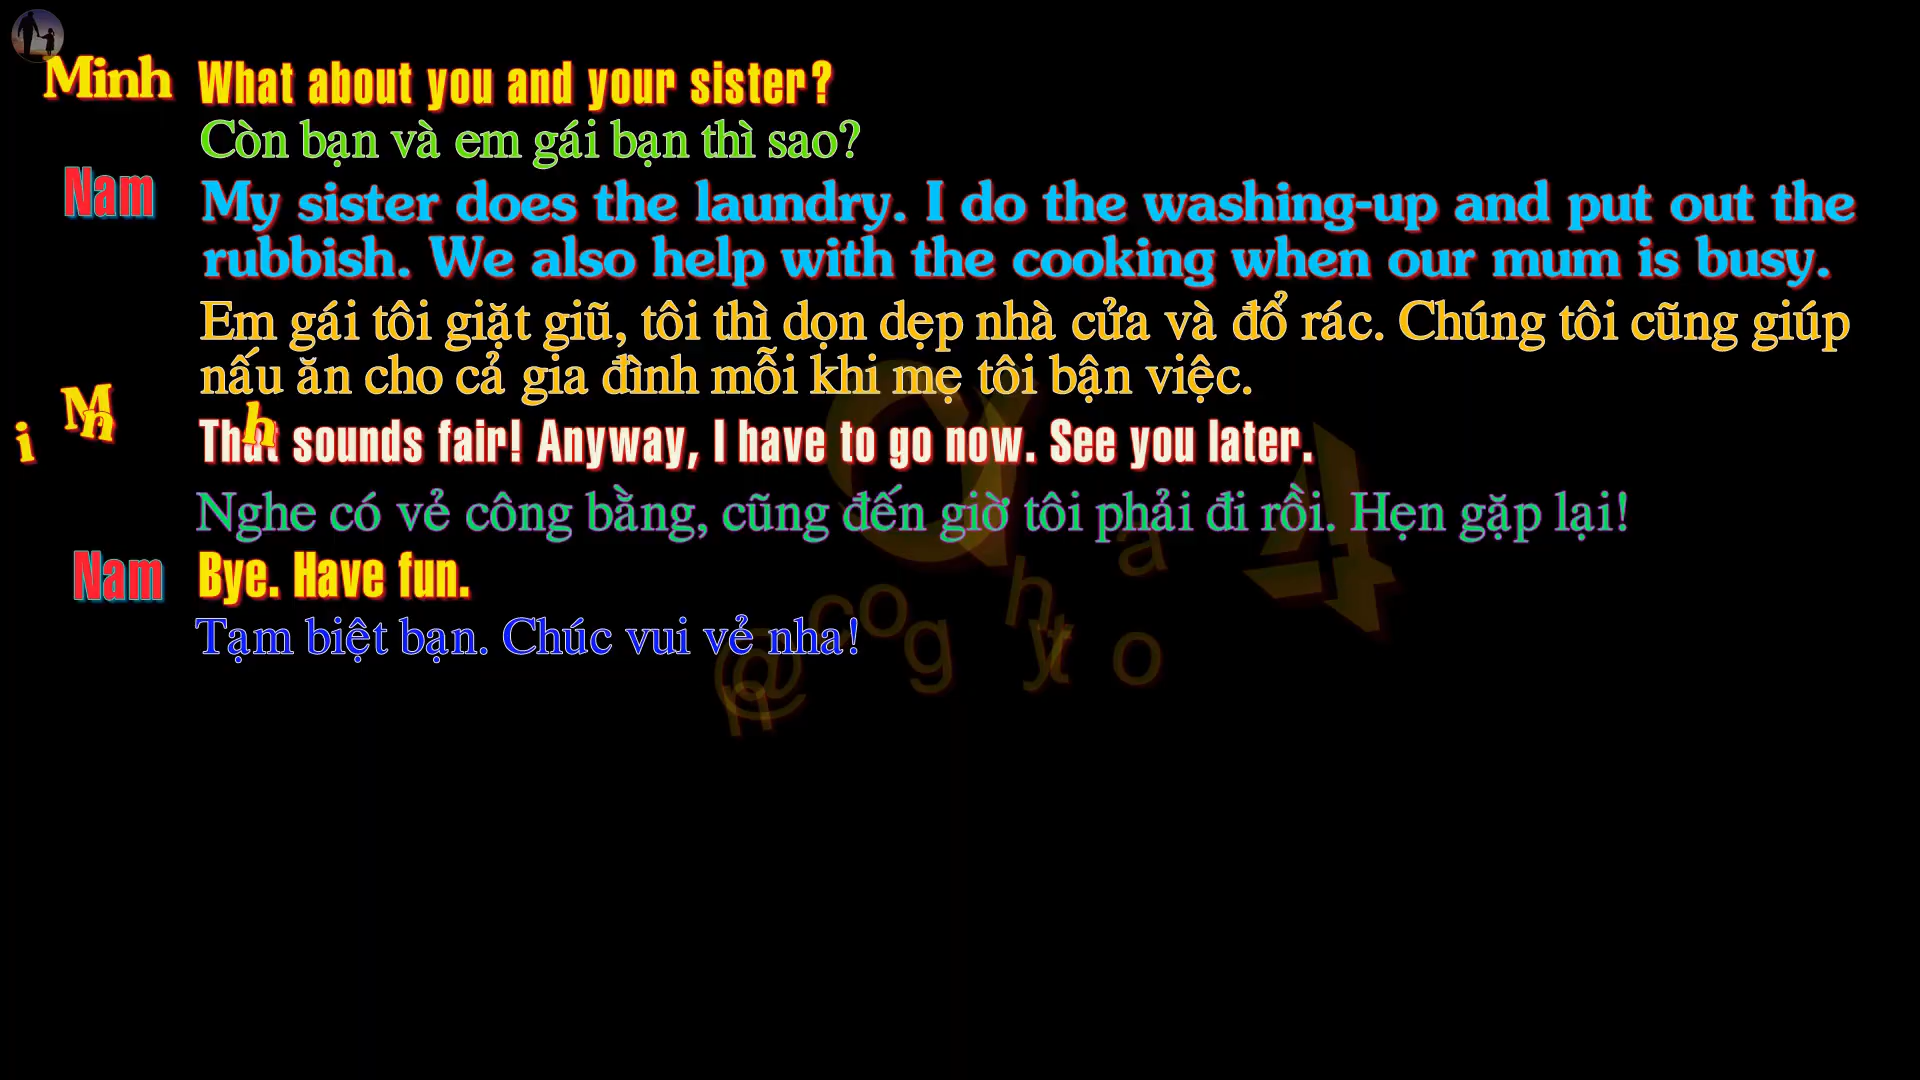 Minh What about you and your sister?
Còn bạn và em gái bạn thì sao?
Nam My sister does the laundry. I do the washing-up and put out the
rubbish. We also help with the cooking when our mum is busy.
Em gái tôi giặt giũ, tôi thì dọn dẹp nhà cửa và đổ rác. Chúng tôi cũng giúp
nấu ăn cho cả gia đình mỗi khi mẹ tôi bận việc.
Minh That sounds fair! Anyway, I have to go now. See you later.
Nghe có vẻ công bằng, cũng đến giờ tôi phải đi rồi. Hẹn gặp lại!
Nam Bye. Have fun.
Tạm biệt bạn. Chúc vui vẻ nha!